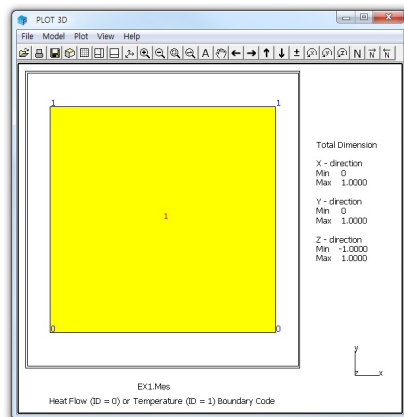 PLOT 3D
File Model Plot View Help
A N N N
1 1
1
0 0
Total Dimension
X - direction
Min 0
Max 1.0000
Y - direction
Min 0
Max 1.0000
Z - direction
Min -1.0000
Max 1.0000
y
z x
EX1.Mes
Heat Flow (ID = 0) or Temperature (ID = 1) Boundary Code